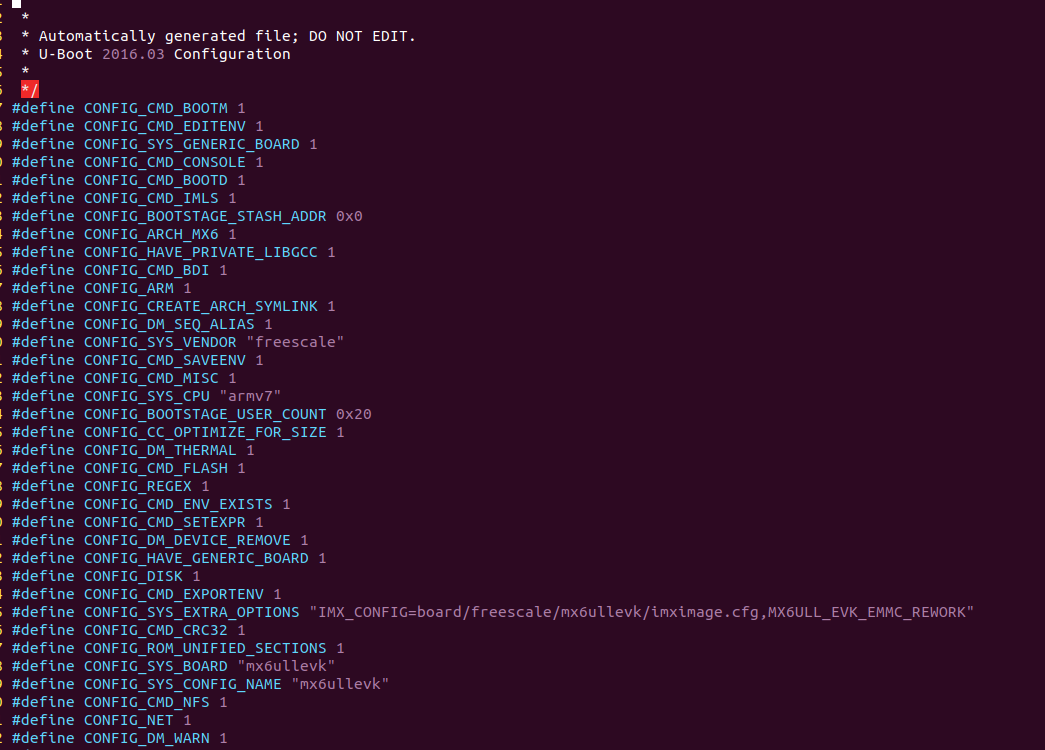 *
* Automatically generated file; DO NOT EDIT.
* U-Boot 2016.03 Configuration
*
*/
#define CONFIG_CMD_BOOTM 1
#define CONFIG_CMD_EDITENV 1
#define CONFIG_SYS_GENERIC_BOARD 1
#define CONFIG_CMD_CONSOLE 1
#define CONFIG_CMD_BOOTD 1
#define CONFIG_CMD_IMLS 1
#define CONFIG_BOOTSTAGE_STASH_ADDR 0x0
#define CONFIG_ARCH_MX6 1
#define CONFIG_HAVE_PRIVATE_LIBGCC 1
#define CONFIG_CMD_BDI 1
#define CONFIG_ARM 1
#define CONFIG_CREATE_ARCH_SYMLINK 1
#define CONFIG_DM_SEQ_ALIAS 1
#define CONFIG_SYS_VENDOR "freescale"
#define CONFIG_CMD_SAVEENV 1
#define CONFIG_CMD_MISC 1
#define CONFIG_SYS_CPU "armv7"
#define CONFIG_BOOTSTAGE_USER_COUNT 0x20
#define CONFIG_CC_OPTIMIZE_FOR_SIZE 1
#define CONFIG_DM_THERMAL 1
#define CONFIG_CMD_FLASH 1
#define CONFIG_REGEX 1
#define CONFIG_CMD_ENV_EXISTS 1
#define CONFIG_CMD_SETEXPR 1
#define CONFIG_DM_DEVICE_REMOVE 1
#define CONFIG_HAVE_GENERIC_BOARD 1
#define CONFIG_DISK 1
#define CONFIG_CMD_EXPORTENV 1
#define CONFIG_SYS_EXTRA_OPTIONS "IMX_CONFIG=board/freescale/mx6ullevk/imximage.cfg,MX6ULL_EVK_EMMC_REWORK"
#define CONFIG_CMD_CRC32 1
#define CONFIG_ROM_UNIFIED_SECTIONS 1
#define CONFIG_SYS_BOARD "mx6ullevk"
#define CONFIG_SYS_CONFIG_NAME "mx6ullevk"
#define CONFIG_CMD_NFS 1
#define CONFIG_NET 1
#define CONFIG_DM_WARN 1